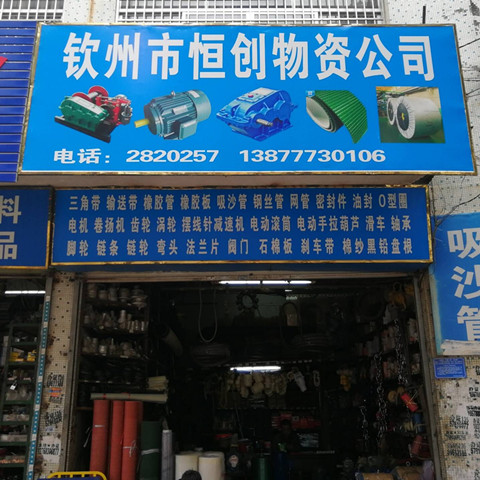 钦州市恒创物资公司
电话：2820257 13877730106
三角带 输送带 橡胶管 橡胶板 吸沙管 钢丝管 网管 密封件 油封 O型圈
电机 卷扬机 齿轮 涡轮 摆线针减速机 电动滚筒 电动手拉葫芦 滑车 轴承
脚轮 链条 链轮 弯头 法兰片 阀门 石棉板 刹车带 棉纱黑铅盘根
料
品
吸沙管